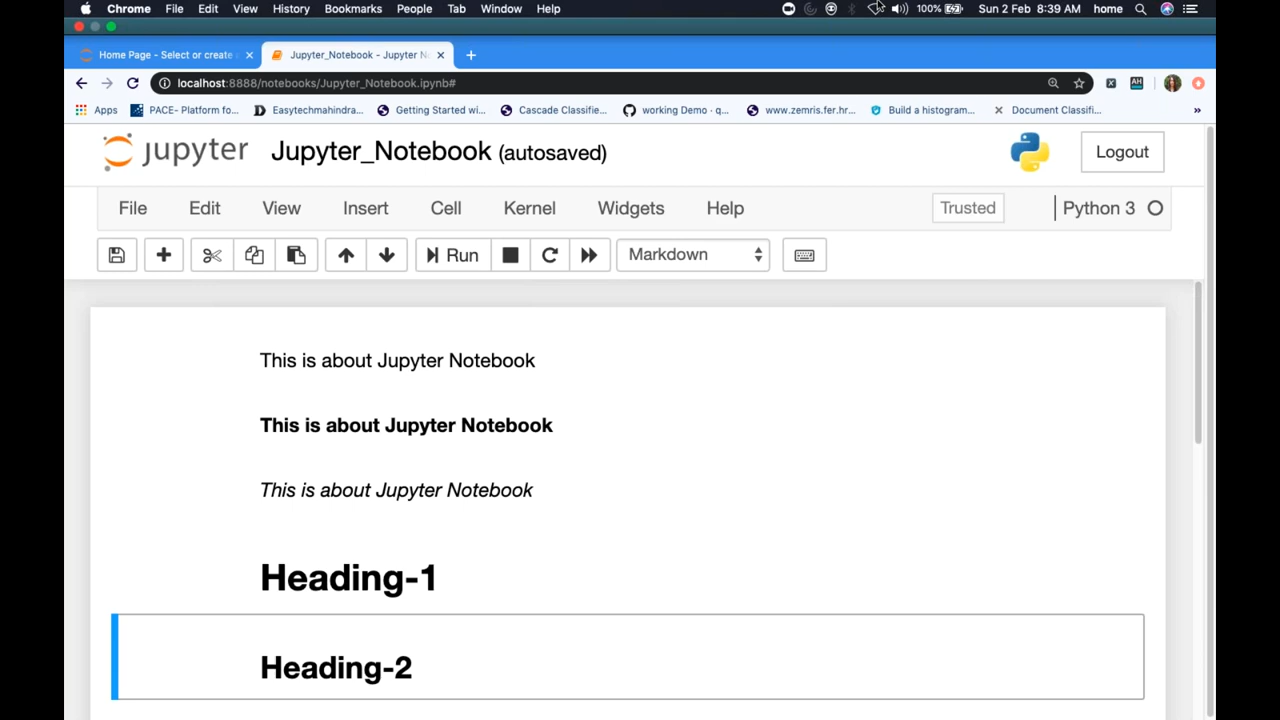 Chrome File Edit View History Bookmarks People Tab Window Help 100% Sun 2 Feb 8:39 AM home
Home Page - Select or create Jupyter_Notebook - Jupyter N
localhost:8888/notebooks/Jupyter_Notebook.ipynb#
Apps PACE- Platform fo... Easytechmahindra... Getting Started wi... Cascade Classifie... working Demo · q... www.zemris.fer.hr... Build a histogram... Document Classifi... »
jupyter Jupyter_Notebook (autosaved) Logout
File Edit View Insert Cell Kernel Widgets Help Trusted Python 3
Run Markdown
This is about Jupyter Notebook
This is about Jupyter Notebook
This is about Jupyter Notebook
Heading-1
Heading-2